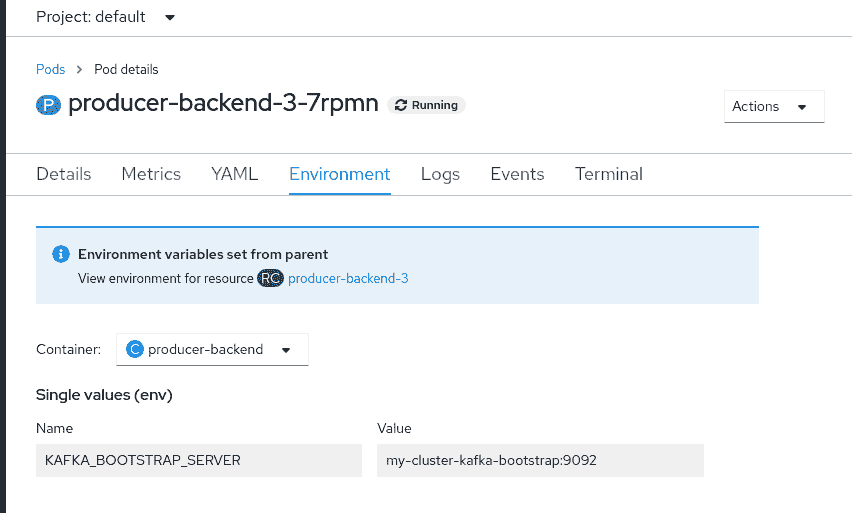 Project: default
Pods > Pod details
P producer-backend-3-7rpmn Running
Actions
Details Metrics YAML Environment Logs Events Terminal
Environment variables set from parent
View environment for resource RC producer-backend-3
Container: C producer-backend
Single values (env)
Name Value
KAFKA_BOOTSTRAP_SERVER my-cluster-kafka-bootstrap:9092